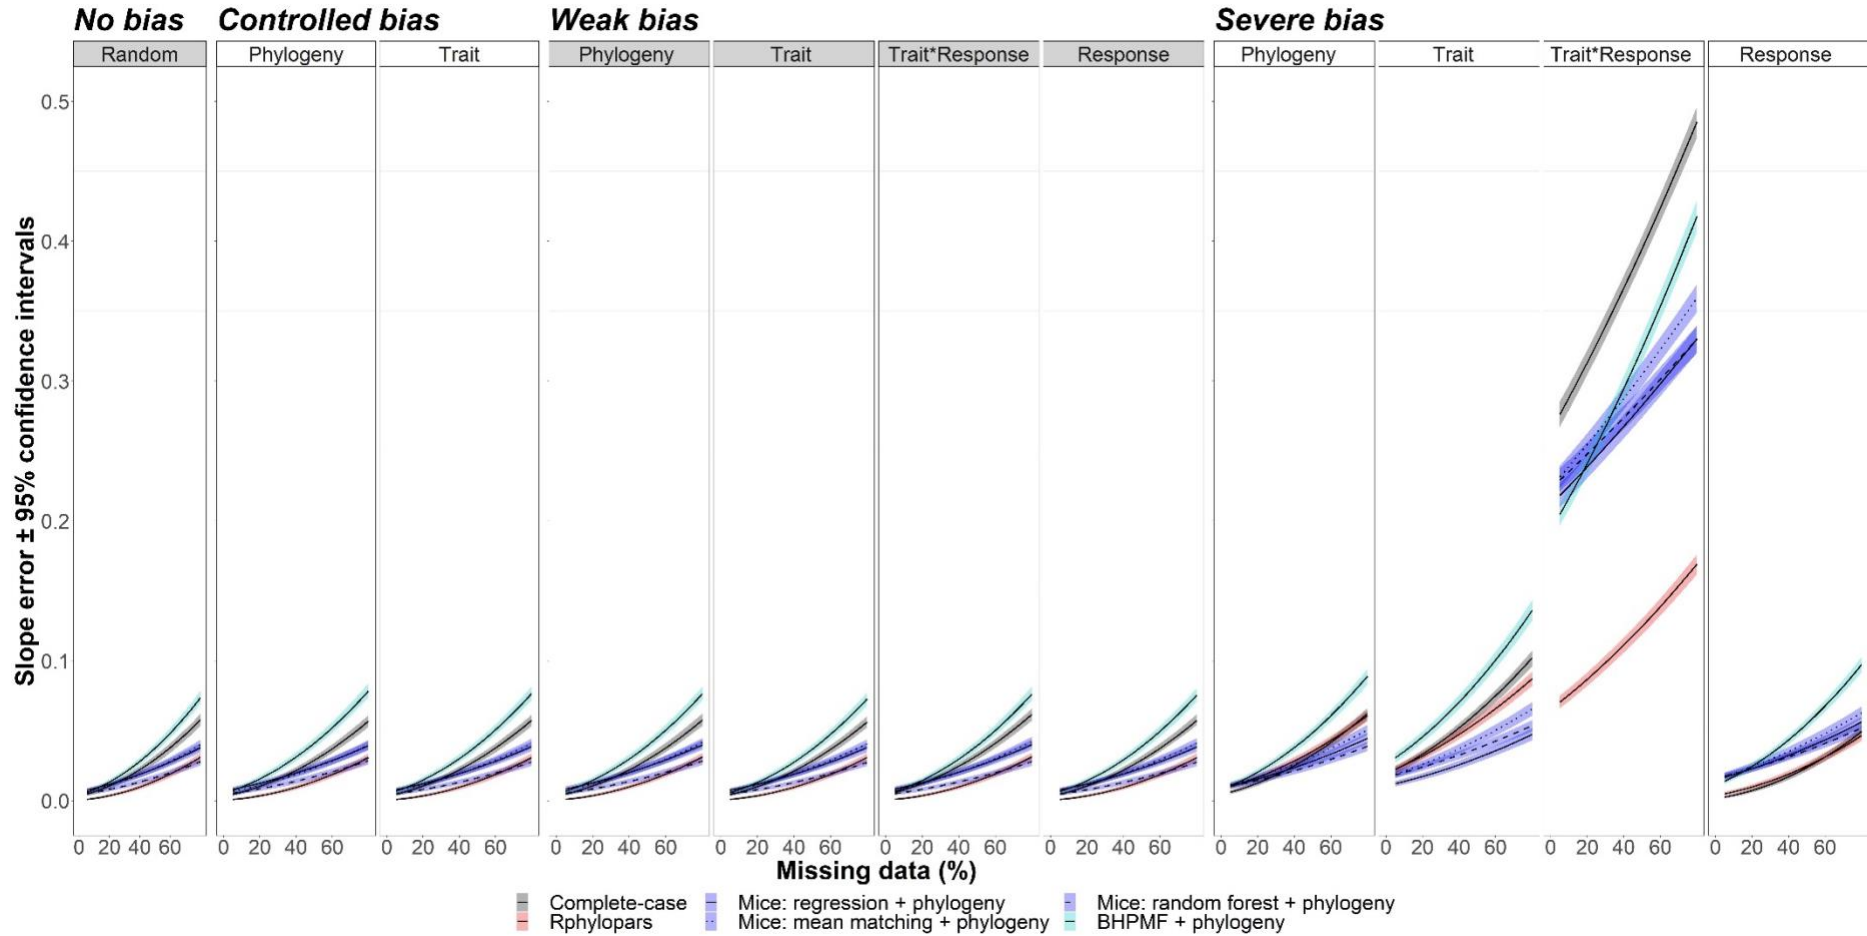 No bias Controlled bias Weak bias Severe bias
Random Phylogeny Trait Phylogeny Trait Trait*Response Response Phylogeny Trait Trait*Response Response
Slope error ± 95% confidence intervals
0.5
0.4
0.3
0.2
0.1
0.0
0 20 40 60 0 20 40 60 0 20 40 60 0 20 40 60 0 20 40 60 0 20 40 60 0 20 40 60 0 20 40 60 0 20 40 60 0 20 40 60 0 20 40 60
Missing data (%)
Complete-case Mice: regression + phylogeny Mice: random forest + phylogeny
Rphylopars Mice: mean matching + phylogeny BHPMF + phylogeny